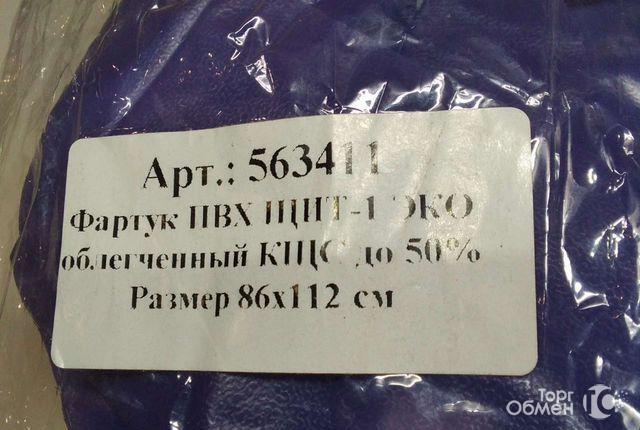 Арт.: 563411
Фартук ПВХ ЩИТ-1 ЭКО
облегченный КЩС до 50%
Размер 86х112 см
Торг
Обмен